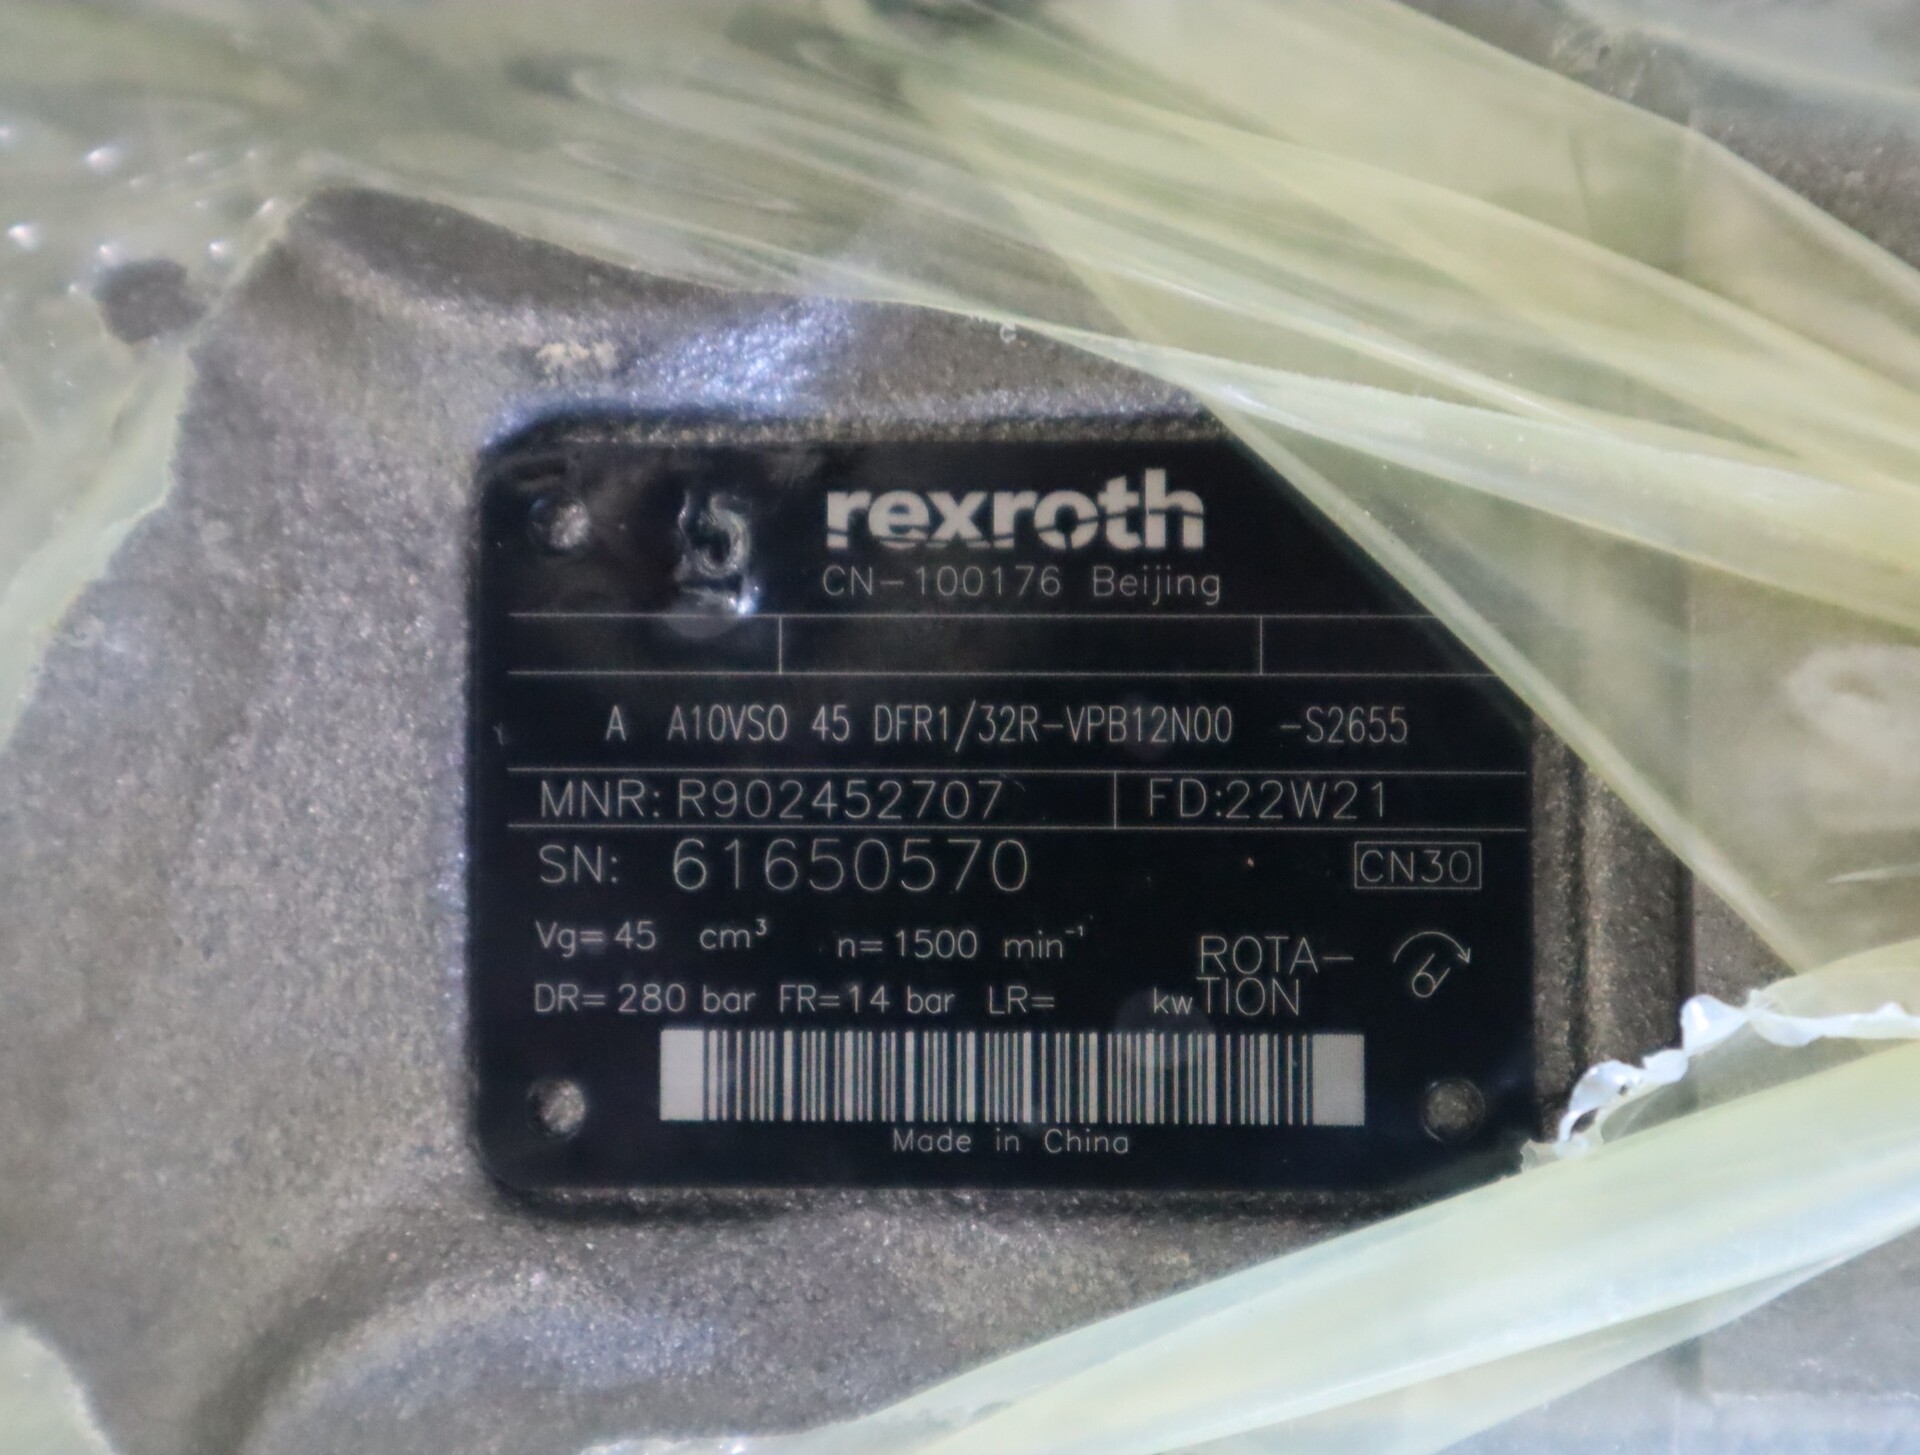 5
rexroth
CN-100176 Beijing
A A10VSO 45 DFR1/32R-VPB12N00 -S2655
MNR: R902452707 FD:22W21
SN: 61650570 CN30
Vg=45 cm³ n=1500 min⁻¹ ROTA-
DR=280 bar FR=14 bar LR= kw TION
Made in China